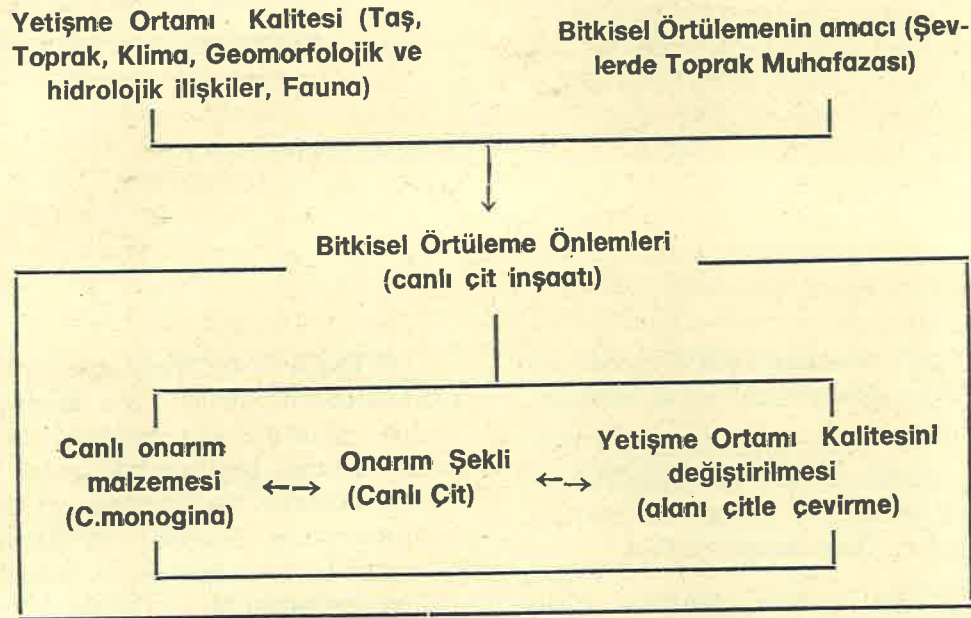 Yetişme Ortamı Kalitesi (Taş,
Toprak, Klima, Geomorfolojik ve
hidrolojik ilişkiler, Fauna)
Bitkisel Örtülemenin amacı (Şev-
lerde Toprak Muhafazası)
Bitkisel Örtüleme Önlemleri
(canlı çit inşaatı)
Canlı onarım
malzemesi
(C.monogina)
Onarım Şekli
(Canlı Çit)
Yetişme Ortamı Kalitesini
değiştirilmesi
(alanı çitle çevirme)